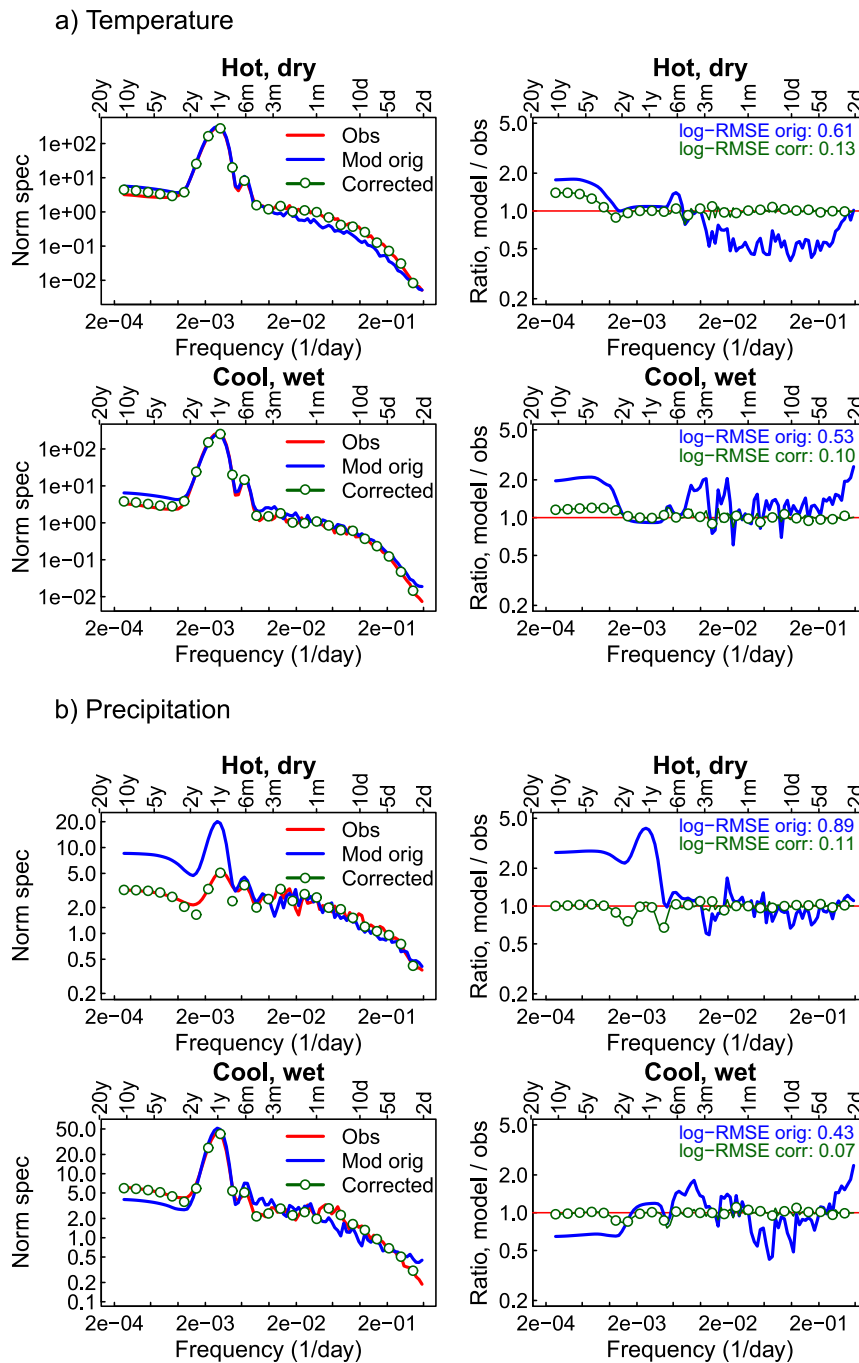 a) Temperature
Hot, dry
20y 10y 5y 2y 1y 6m 3m 1m 10d 2d
Norm spec
1e+02
1e+01
1e+00
1e−01
1e−02
Obs
Mod orig
Corrected
2e−04 2e−03 2e−02 2e−01
Frequency (1/day)
Hot, dry
20y 10y 5y 2y 1y 6m 3m 1m 10d 2d
Ratio, model / obs
5.0
2.0
1.0
0.5
0.2
log−RMSE orig: 0.61
log−RMSE corr: 0.13
2e−04 2e−03 2e−02 2e−01
Frequency (1/day)
Cool, wet
20y 10y 5y 2y 1y 6m 3m 1m 10d 2d
Norm spec
1e+02
1e+01
1e+00
1e−01
1e−02
Obs
Mod orig
Corrected
2e−04 2e−03 2e−02 2e−01
Frequency (1/day)
Cool, wet
20y 10y 5y 2y 1y 6m 3m 1m 10d 2d
Ratio, model / obs
5.0
2.0
1.0
0.5
0.2
log−RMSE orig: 0.53
log−RMSE corr: 0.10
2e−04 2e−03 2e−02 2e−01
Frequency (1/day)
b) Precipitation
Hot, dry
20y 10y 5y 2y 1y 6m 3m 1m 10d 2d
Norm spec
20.0
10.0
5.0
2.0
1.0
0.5
0.2
Obs
Mod orig
Corrected
2e−04 2e−03 2e−02 2e−01
Frequency (1/day)
Hot, dry
20y 10y 5y 2y 1y 6m 3m 1m 10d 2d
Ratio, model / obs
5.0
2.0
1.0
0.5
0.2
log−RMSE orig: 0.89
log−RMSE corr: 0.11
2e−04 2e−03 2e−02 2e−01
Frequency (1/day)
Cool, wet
20y 10y 5y 2y 1y 6m 3m 1m 10d 2d
Norm spec
50.0
20.0
5.0
2.0
0.5
0.1
Obs
Mod orig
Corrected
2e−04 2e−03 2e−02 2e−01
Frequency (1/day)
Cool, wet
20y 10y 5y 2y 1y 6m 3m 1m 10d 2d
Ratio, model / obs
5.0
2.0
1.0
0.5
0.2
log−RMSE orig: 0.43
log−RMSE corr: 0.07
2e−04 2e−03 2e−02 2e−01
Frequency (1/day)